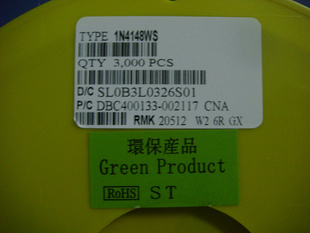 TYPE 1N4148WS
QTY 3,000 PCS
D/C SL0B3L0326S01
P/C DBC400133-002117 CNA
RMK 20512 W2 6R GX
環保産品
Green Product
RoHS ST